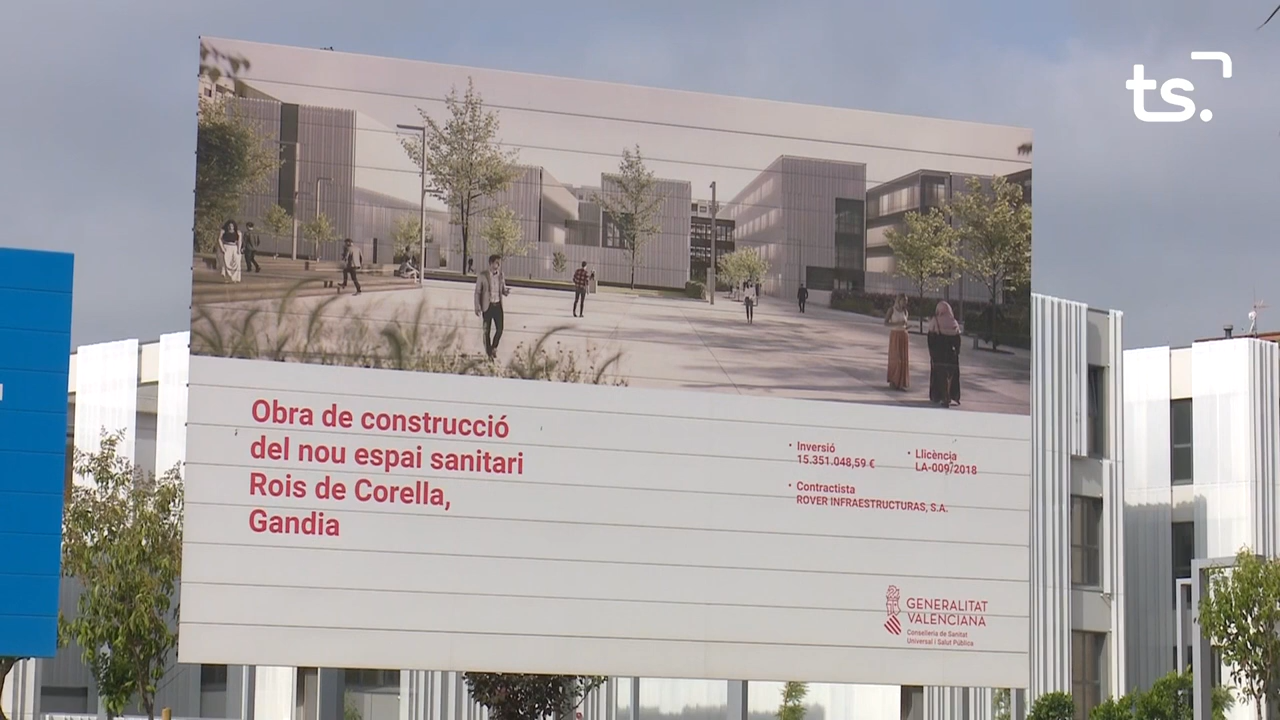 ts.
Obra de construcció
del nou espai sanitari
Rois de Corella,
Gandia
• Inversió
15.351.048,59 €
• Llicència
LA-009/2018
• Contractista
ROVER INFRAESTRUCTURAS, S.A.
GENERALITAT
VALENCIANA
Conselleria de Sanitat
Universal i Salut Pública